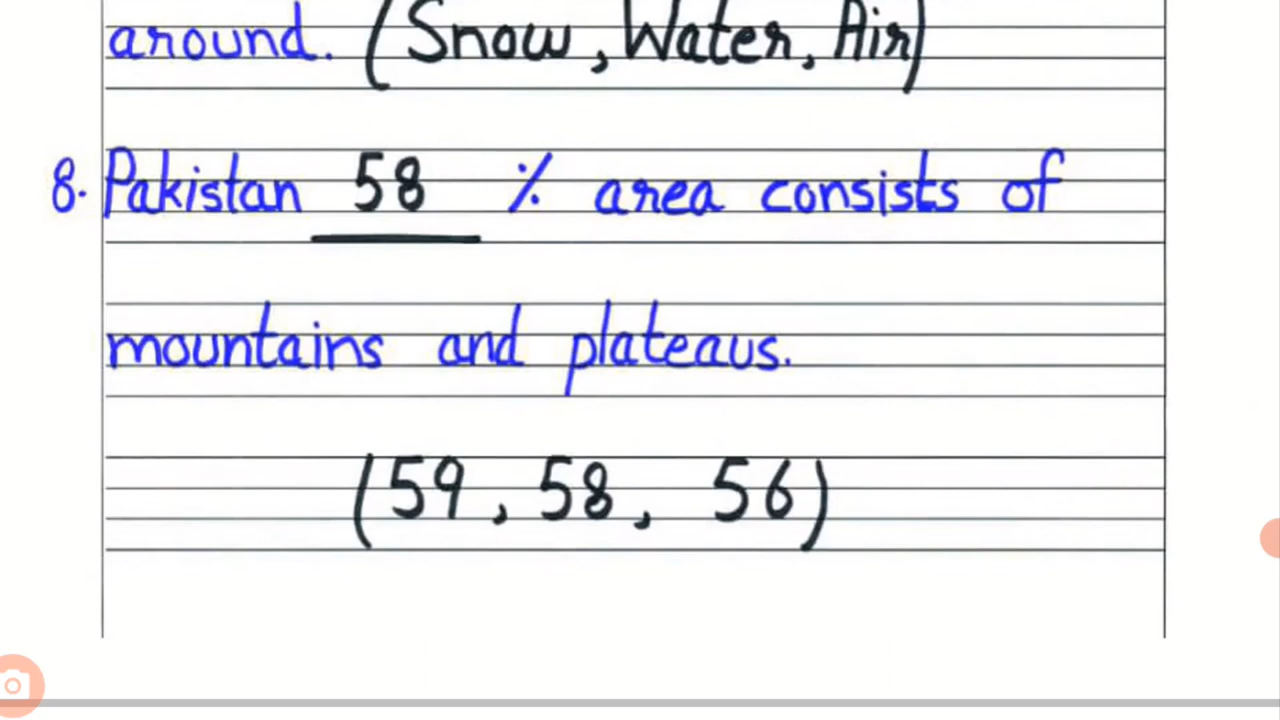 around. (Snow, Water, Air)
8. Pakistan 58 % area consists of
mountains and plateaus.
(59, 58, 56)